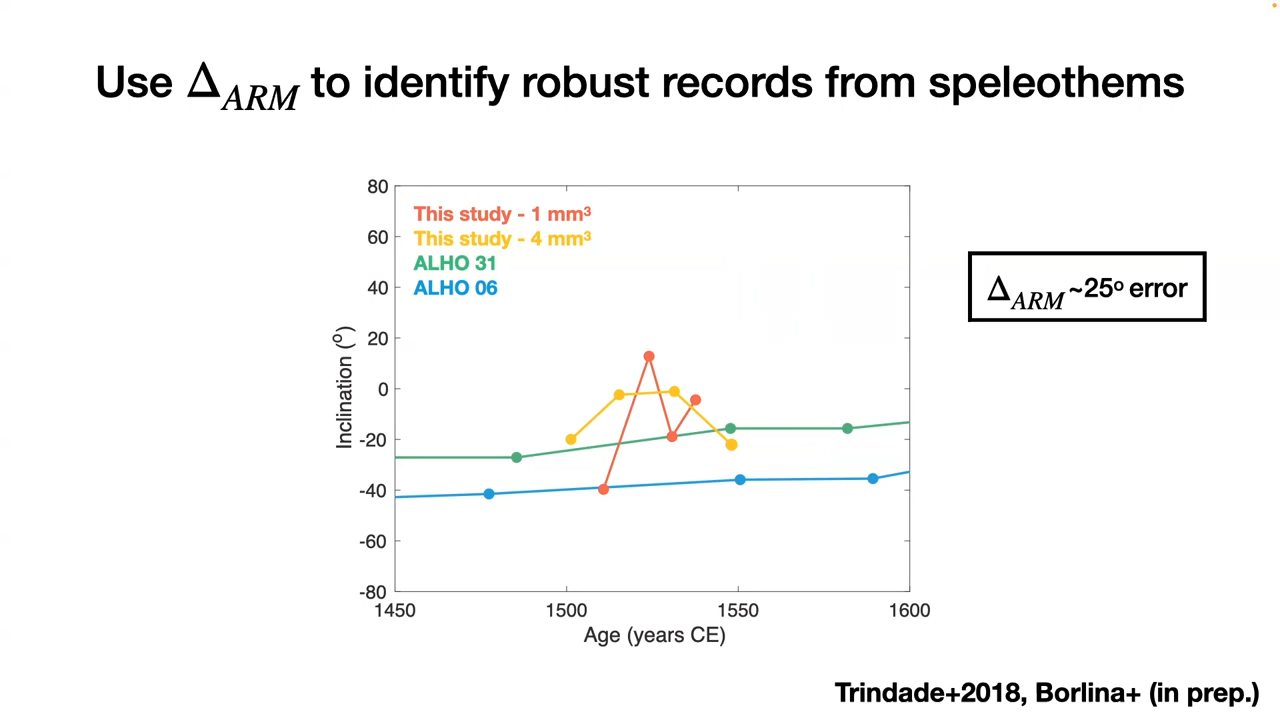 Use Δ_ARM to identify robust records from speleothems
80
60
40
20
0
-20
-40
-60
-80
Inclination (º)
This study - 1 mm³
This study - 4 mm³
ALHO 31
ALHO 06
1450 1500 1550 1600
Age (years CE)
Δ_ARM ~25º error
Trindade+2018, Borlina+ (in prep.)